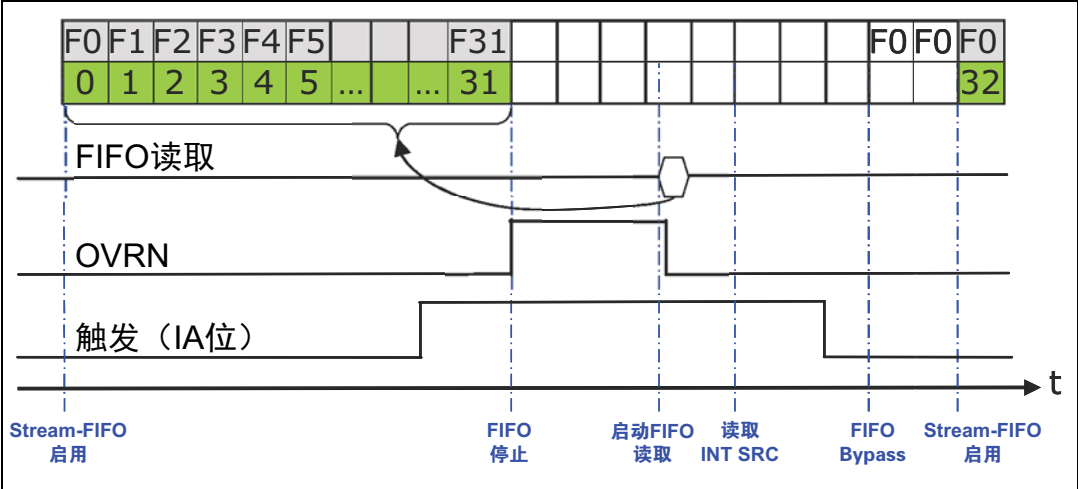 F0 F1 F2 F3 F4 F5 F31 F0 F0 F0
0 1 2 3 4 5 ... ... 31 32
FIFO读取
OVRN
触发（IA位）
t
Stream-FIFO
启用
FIFO
停止
启动FIFO
读取
读取
INT SRC
FIFO
Bypass
Stream-FIFO
启用